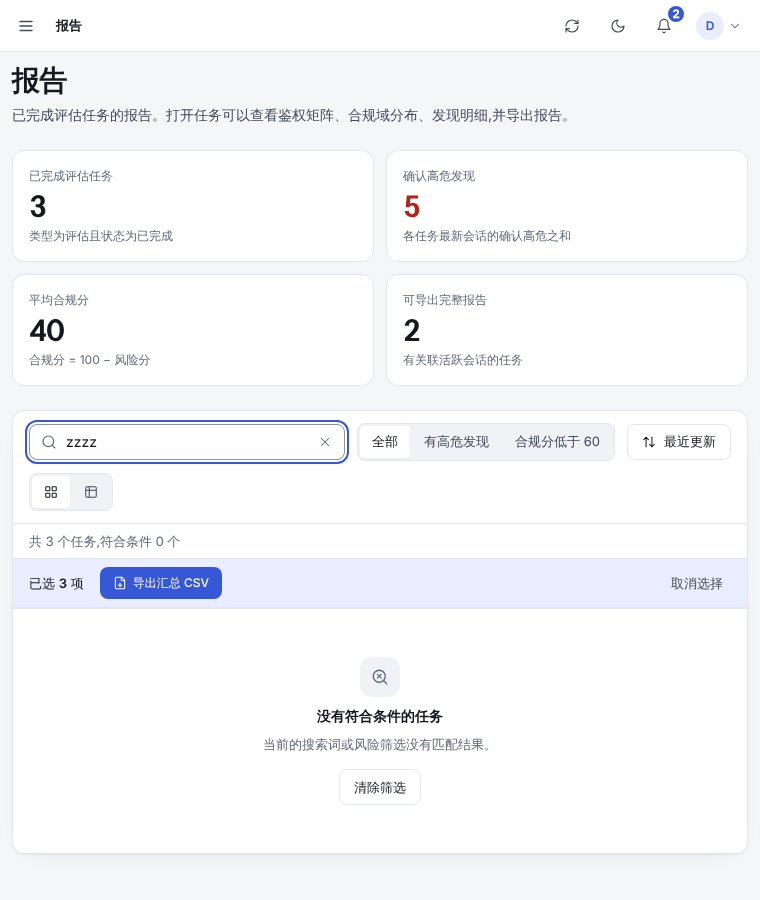 报告
2
D
报告
已完成评估任务的报告。打开任务可以查看鉴权矩阵、合规域分布、发现明细,并导出报告。
已完成评估任务
3
类型为评估且状态为已完成
确认高危发现
5
各任务最新会话的确认高危之和
平均合规分
40
合规分 = 100 − 风险分
可导出完整报告
2
有关联活跃会话的任务
zzzz
全部
有高危发现
合规分低于 60
最近更新
共 3 个任务,符合条件 0 个
已选 3 项
导出汇总 CSV
取消选择
没有符合条件的任务
当前的搜索词或风险筛选没有匹配结果。
清除筛选